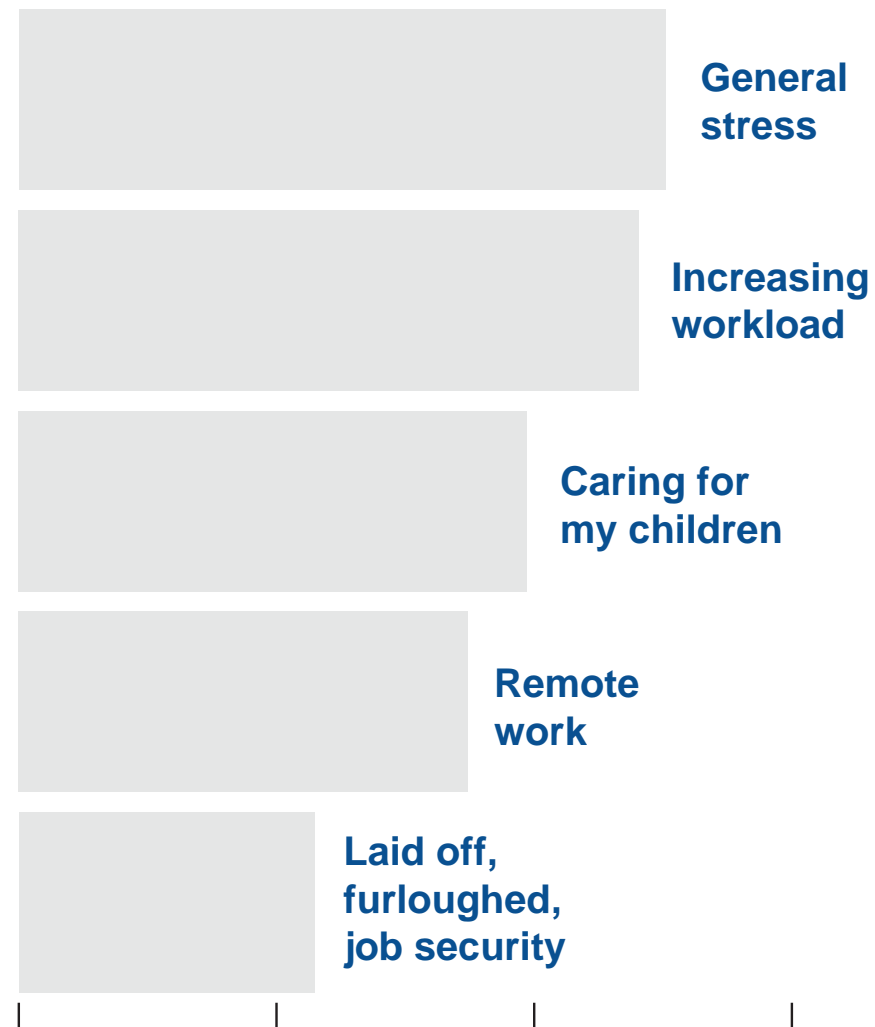 General
stress
Increasing
workload
Caring for
my children
Remote
work
Laid off,
furloughed,
job security